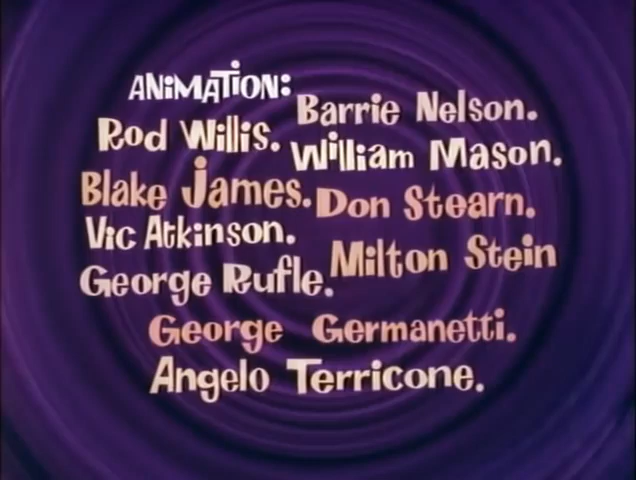 ANiMATiON:
Barrie Nelson.
Rod Willis.
William Mason.
Blake James.
Don Stearn.
Vic Atkinson.
Milton Stein
George Rufle.
George Germanetti.
Angelo Terricone.